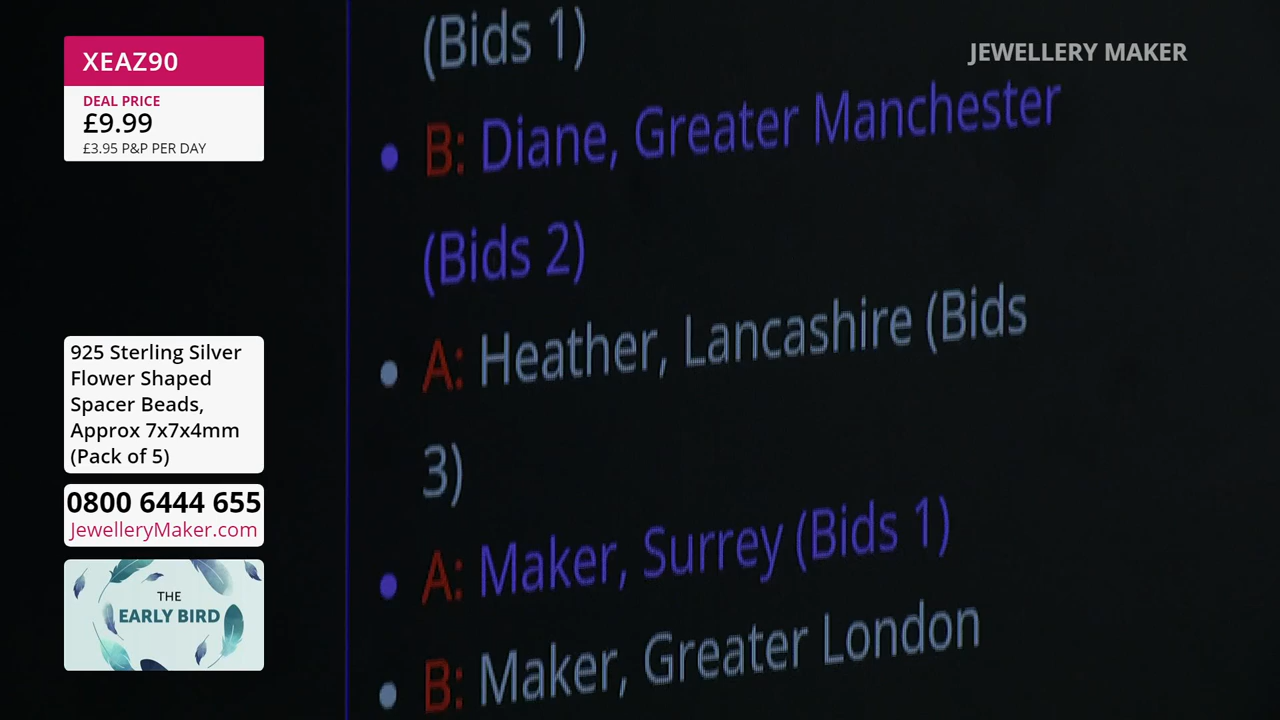 XEAZ90
DEAL PRICE
£9.99
£3.95 P&P PER DAY
925 Sterling Silver
Flower Shaped
Spacer Beads,
Approx 7x7x4mm
(Pack of 5)
0800 6444 655
JewelleryMaker.com
THE
EARLY BIRD
JEWELLERY MAKER
(Bids 1)
• B: Diane, Greater Manchester
(Bids 2)
• A: Heather, Lancashire (Bids
3)
• A: Maker, Surrey (Bids 1)
• B: Maker, Greater London